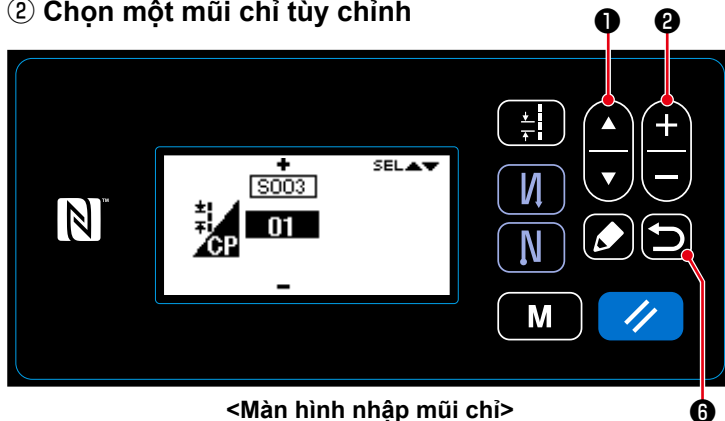 ② Chọn một mũi chỉ tùy chỉnh
❶ ❷
+ SEL▲▼
S003
CP 01
−
N ™
▲ +
▼ −
N
N
M
<Màn hình nhập mũi chỉ>
❻